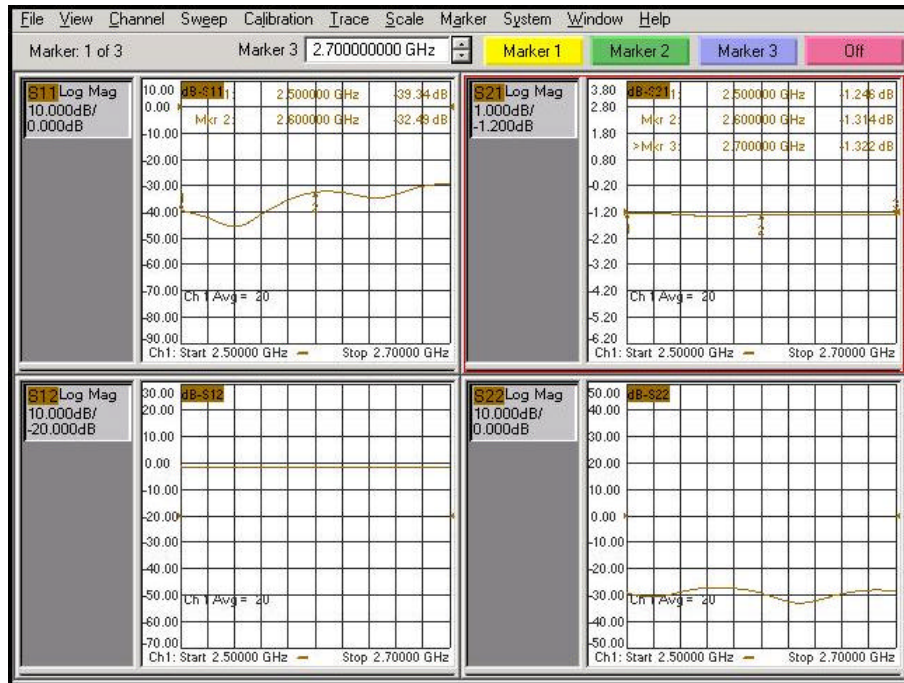 File View Channel Sweep Calibration Trace Scale Marker System Window Help
Marker: 1 of 3 Marker 3 2.700000000 GHz Marker 1 Marker 2 Marker 3 Off
S11 Log Mag
10.000dB/
0.000dB
10.00
0.00
-10.00
-20.00
-30.00
-40.00
-50.00
-60.00
-70.00
-80.00
-90.00
dB-S11 1: 2.500000 GHz -39.34 dB
Mkr 2: 2.600000 GHz -32.49 dB
1
2
Ch 1 Avg = 20
Ch1: Start 2.50000 GHz Stop 2.70000 GHz
S21 Log Mag
1.000dB/
-1.200dB
3.80
2.80
1.80
0.80
-0.20
-1.20
-2.20
-3.20
-4.20
-5.20
-6.20
dB-S21 1: 2.500000 GHz -1.246 dB
Mkr 2: 2.600000 GHz -1.314 dB
>Mkr 3: 2.700000 GHz -1.322 dB
1
2
3
Ch 1 Avg = 20
Ch1: Start 2.50000 GHz Stop 2.70000 GHz
S12 Log Mag
10.000dB/
-20.000dB
30.00
20.00
10.00
0.00
-10.00
-20.00
-30.00
-40.00
-50.00
-60.00
-70.00
dB-S12
Ch 1 Avg = 20
Ch1: Start 2.50000 GHz Stop 2.70000 GHz
S22 Log Mag
10.000dB/
0.000dB
50.00
40.00
30.00
20.00
10.00
0.00
-10.00
-20.00
-30.00
-40.00
-50.00
dB-S22
Ch 1 Avg = 20
Ch1: Start 2.50000 GHz Stop 2.70000 GHz